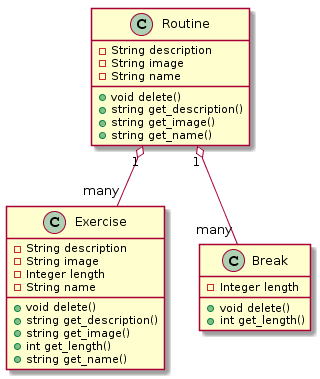 C Routine
String description
String image
String name
void delete()
string get_description()
string get_image()
string get_name()
1
1
many
many
C Exercise
String description
String image
Integer length
String name
void delete()
string get_description()
string get_image()
int get_length()
string get_name()
C Break
Integer length
void delete()
int get_length()